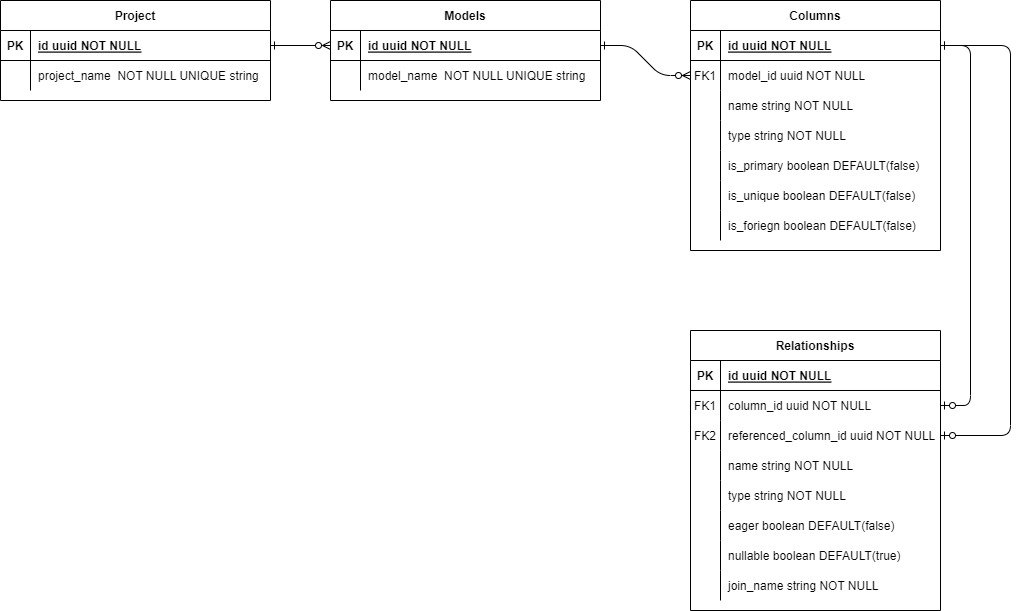 Project
PK id uuid NOT NULL
project_name  NOT NULL UNIQUE string
Models
PK id uuid NOT NULL
model_name  NOT NULL UNIQUE string
Columns
PK id uuid NOT NULL
FK1 model_id uuid NOT NULL
name string NOT NULL
type string NOT NULL
is_primary boolean DEFAULT(false)
is_unique boolean DEFAULT(false)
is_foriegn boolean DEFAULT(false)
Relationships
PK id uuid NOT NULL
FK1 column_id uuid NOT NULL
FK2 referenced_column_id uuid NOT NULL
name string NOT NULL
type string NOT NULL
eager boolean DEFAULT(false)
nullable boolean DEFAULT(true)
join_name string NOT NULL